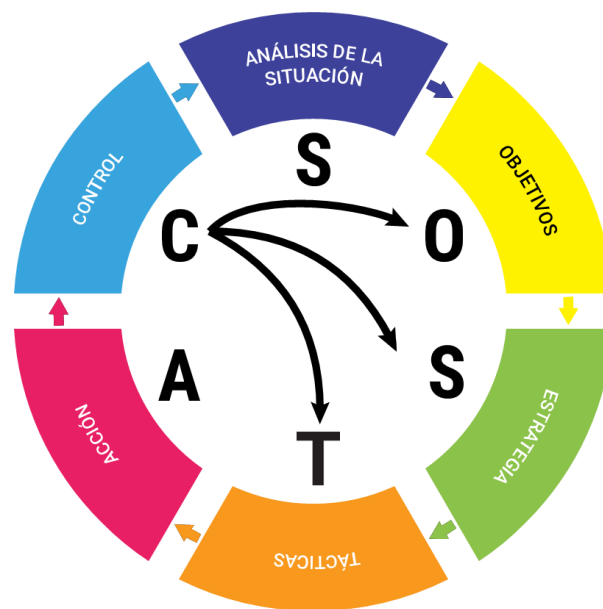 ANÁLISIS DE LA
SITUACIÓN
OBJETIVOS
ESTRATEGIA
TÁCTICAS
ACCIÓN
CONTROL
S
O
S
T
A
C